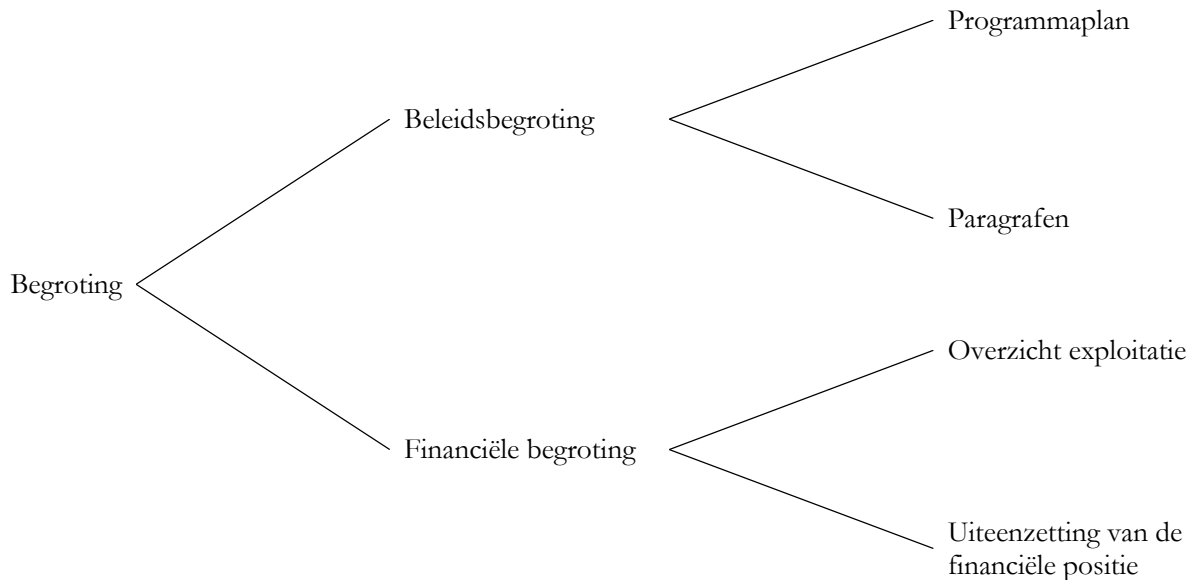 Programmaplan
Beleidsbegroting
Paragrafen
Begroting
Overzicht exploitatie
Financiële begroting
Uiteenzetting van de
financiële positie